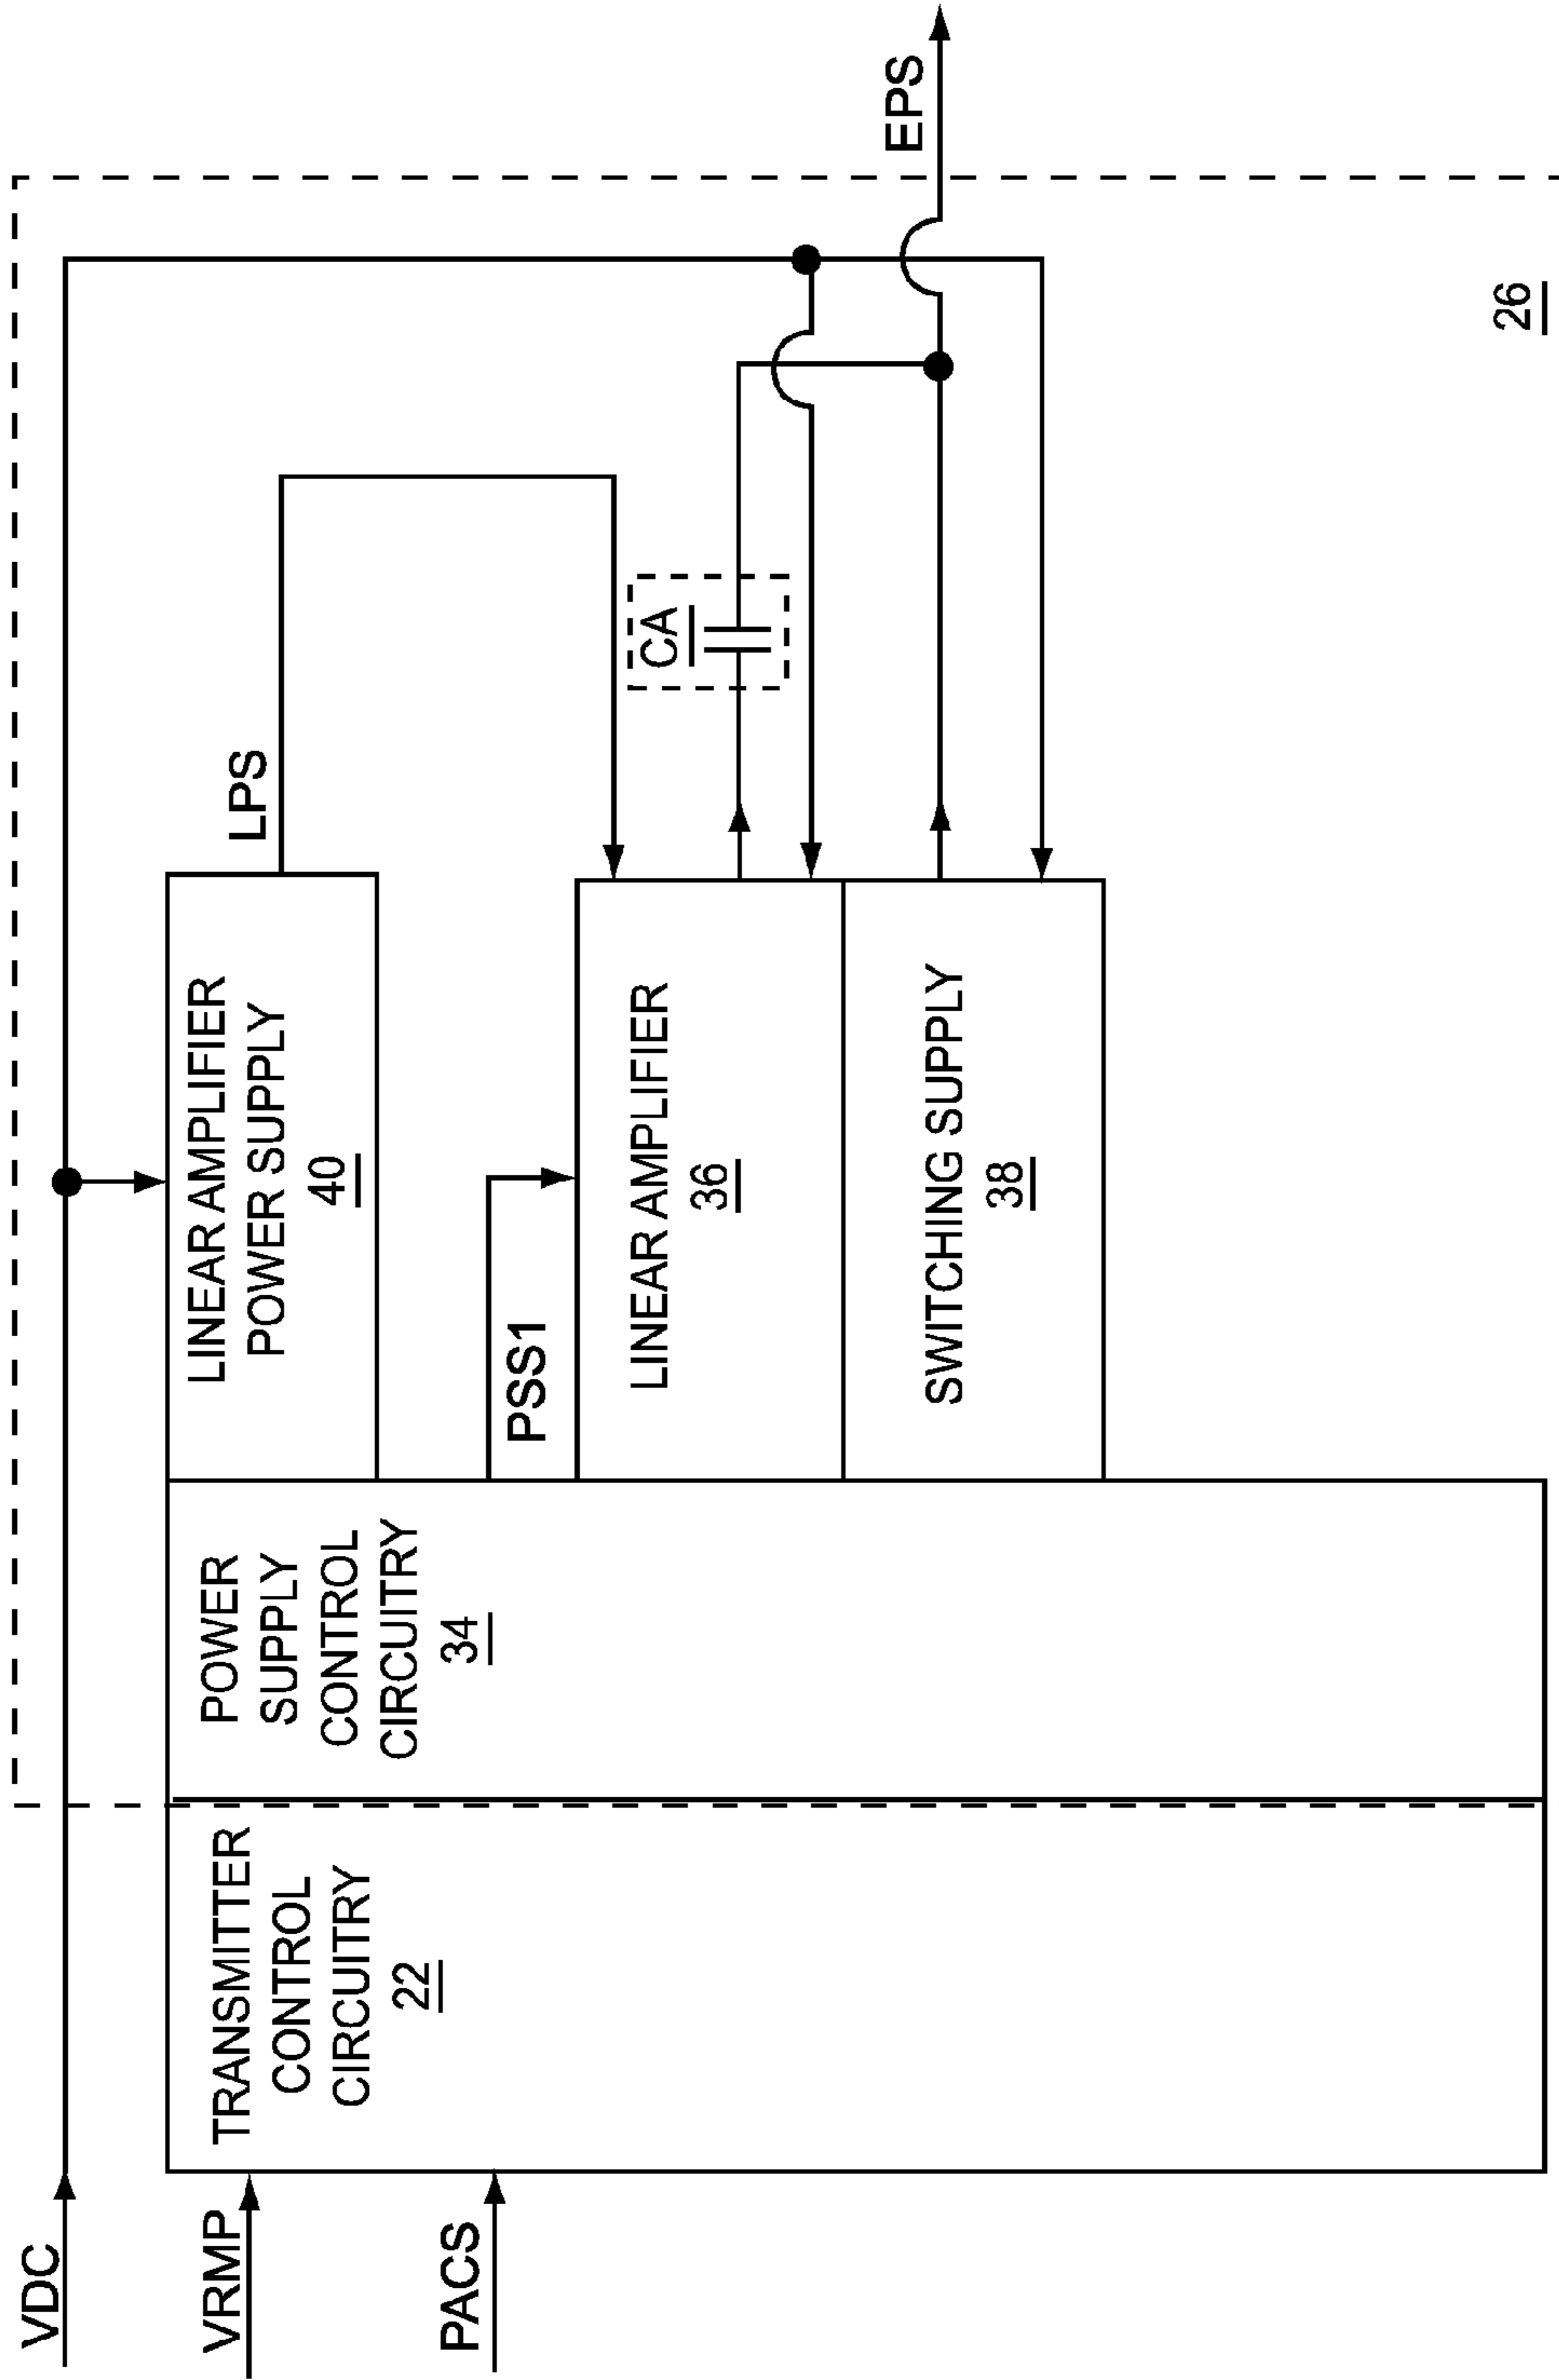 VDC
VRMP
PACS
TRANSMITTER
CONTROL
CIRCUITRY
22
POWER
SUPPLY
CONTROL
CIRCUITRY
34
LINEAR AMPLIFIER
POWER SUPPLY
40
LPS
PSS1
LINEAR AMPLIFIER
36
SWITCHING SUPPLY
38
CA
EPS
26